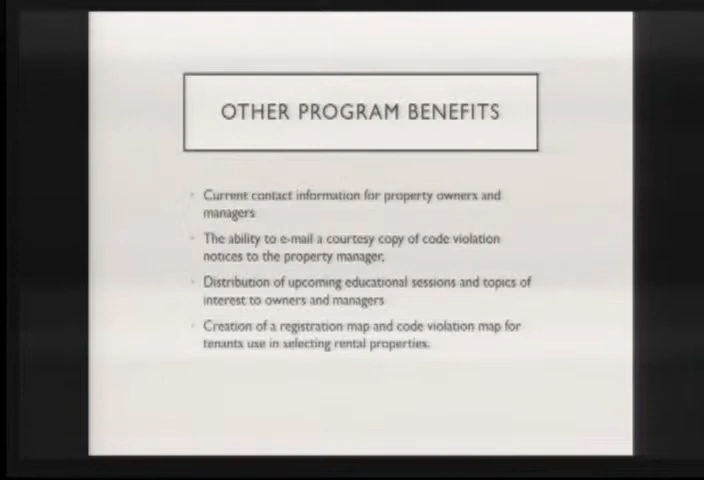 OTHER PROGRAM BENEFITS
Current contact information for property owners and
managers
The ability to e-mail a courtesy copy of code violation
notices to the property manager.
Distribution of upcoming educational sessions and topics of
interest to owners and managers
Creation of a registration map and code violation map for
tenants use in selecting rental properties.